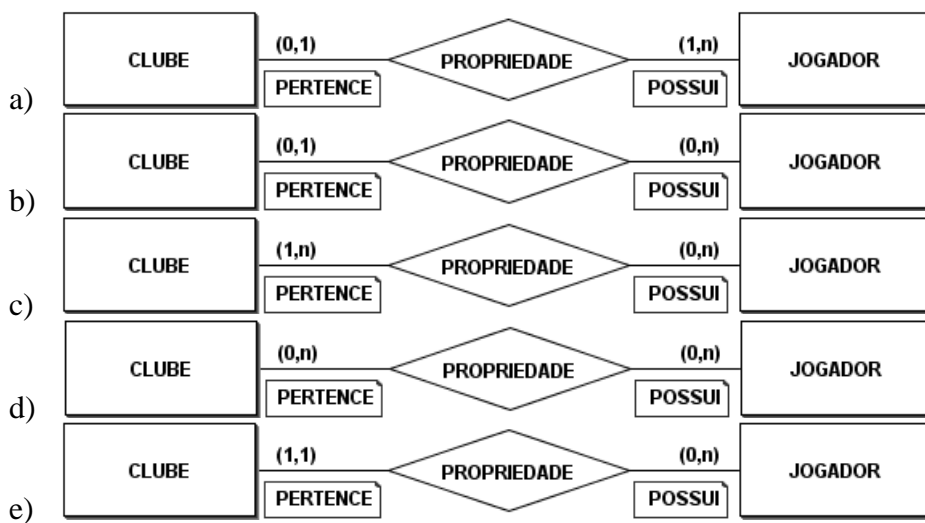 (0,1) (1,n)
CLUBE PROPRIEDADE JOGADOR
a) PERTENCE POSSUI
(0,1) (0,n)
CLUBE PROPRIEDADE JOGADOR
b) PERTENCE POSSUI
(1,n) (0,n)
CLUBE PROPRIEDADE JOGADOR
c) PERTENCE POSSUI
(0,n) (0,n)
CLUBE PROPRIEDADE JOGADOR
d) PERTENCE POSSUI
(1,1) (0,n)
CLUBE PROPRIEDADE JOGADOR
e) PERTENCE POSSUI